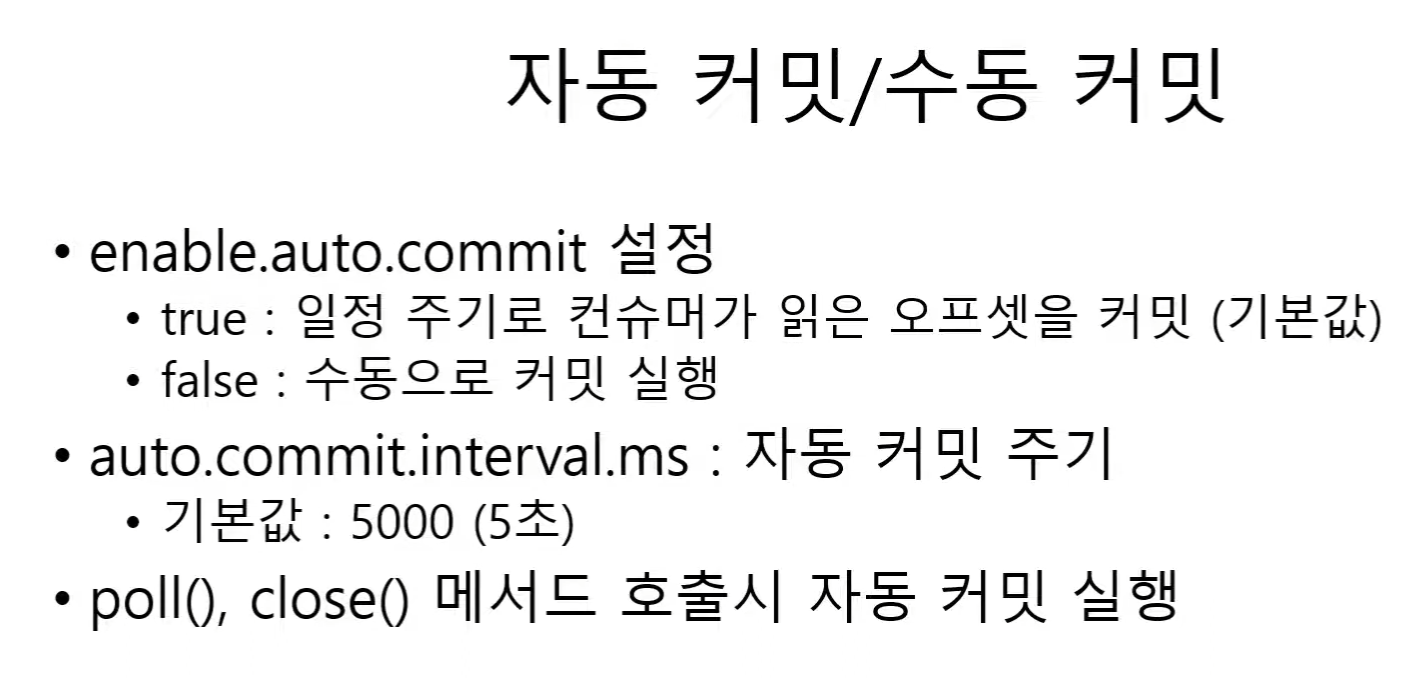 자동 커밋/수동 커밋
• enable.auto.commit 설정
• true : 일정 주기로 컨슈머가 읽은 오프셋을 커밋 (기본값)
• false : 수동으로 커밋 실행
• auto.commit.interval.ms : 자동 커밋 주기
• 기본값 : 5000 (5초)
• poll(), close() 메서드 호출시 자동 커밋 실행